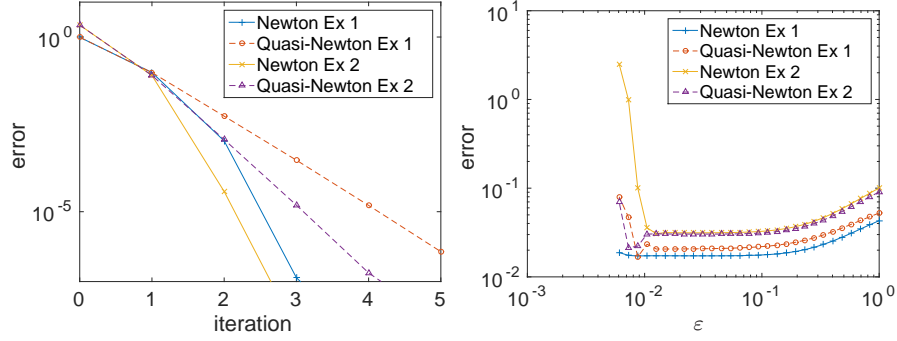 Newton Ex 1
Quasi-Newton Ex 1
Newton Ex 2
Quasi-Newton Ex 2
10^0
10^-5
error
0 1 2 3 4 5
iteration
Newton Ex 1
Quasi-Newton Ex 1
Newton Ex 2
Quasi-Newton Ex 2
10^1
10^0
10^-1
10^-2
error
10^-3 10^-2 10^-1 10^0
ε